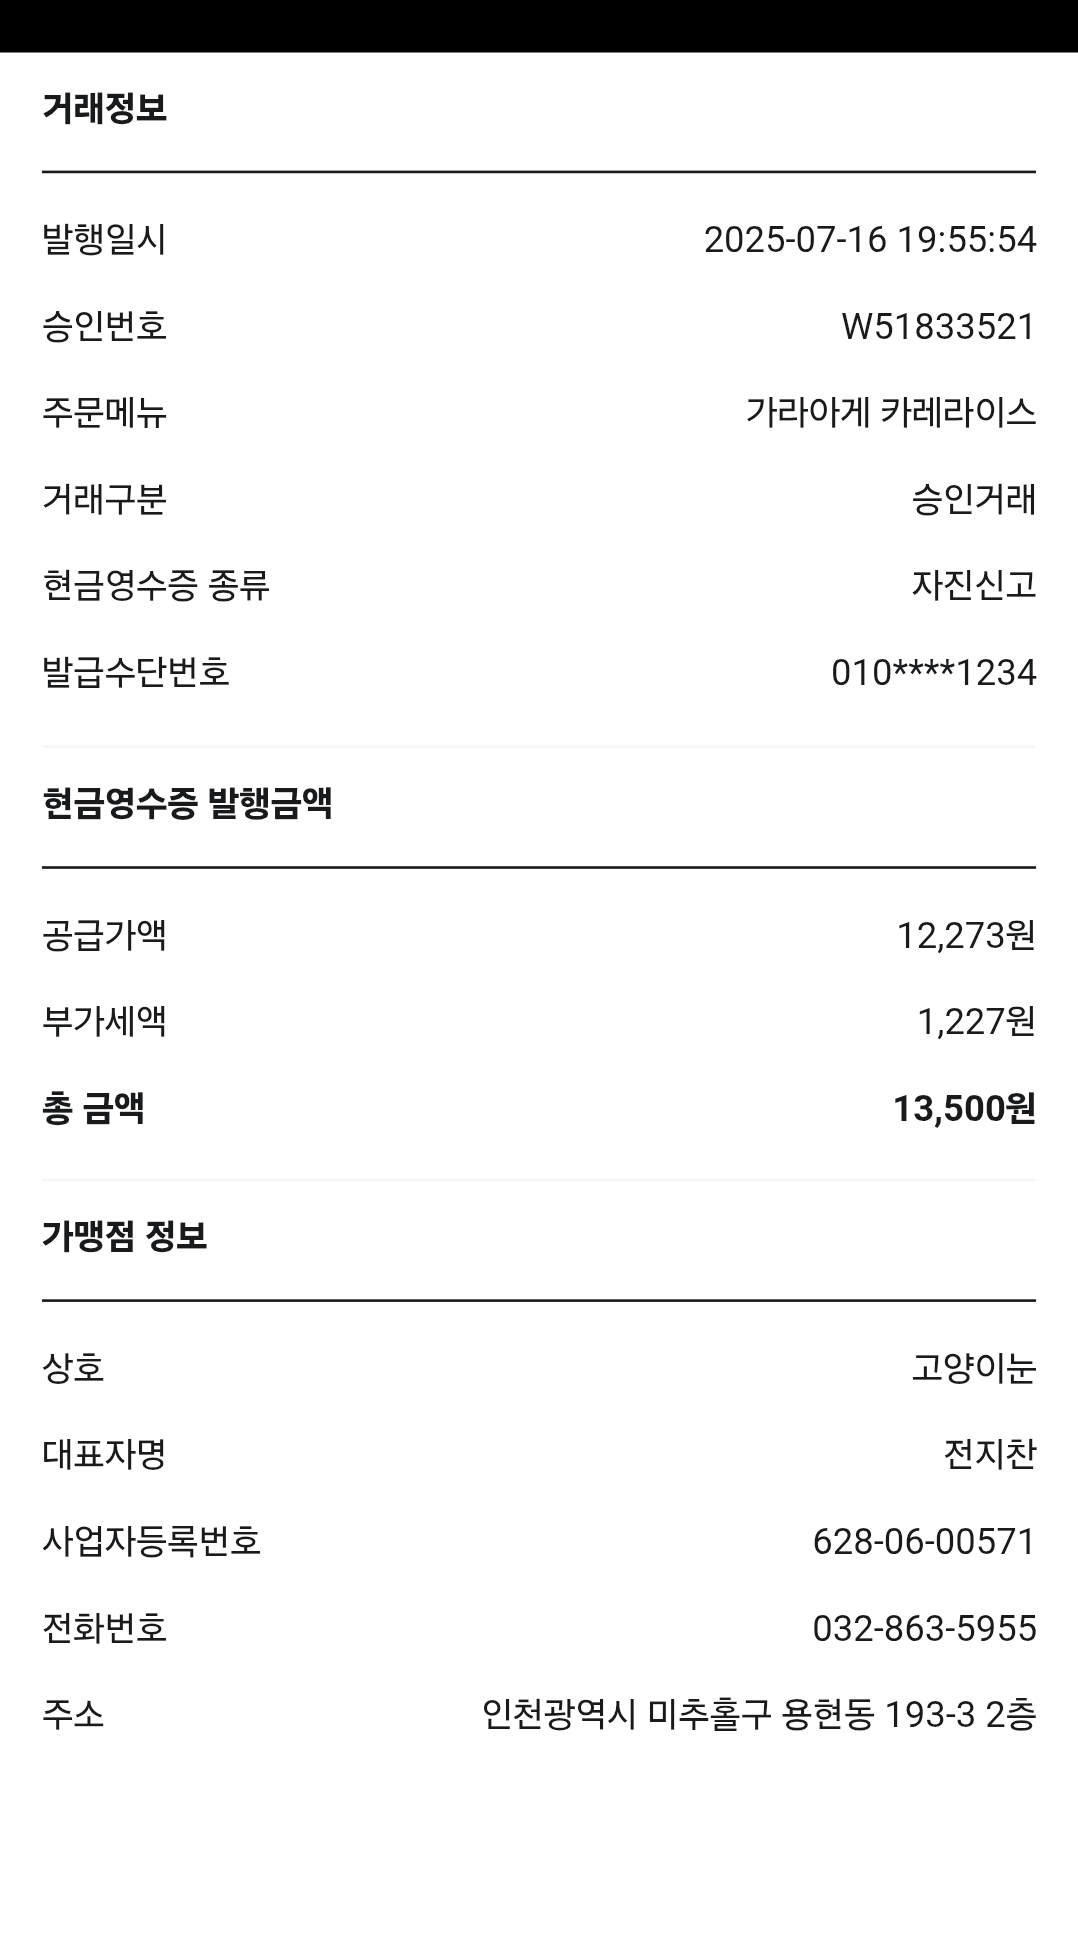 거래정보
발행일시 2025-07-16 19:55:54
승인번호 W51833521
주문메뉴 가라아게 카레라이스
거래구분 승인거래
현금영수증 종류 자진신고
발급수단번호 010****1234
현금영수증 발행금액
공급가액 12,273원
부가세액 1,227원
총 금액 13,500원
가맹점 정보
상호 고양이눈
대표자명 전지찬
사업자등록번호 628-06-00571
전화번호 032-863-5955
주소 인천광역시 미추홀구 용현동 193-3 2층